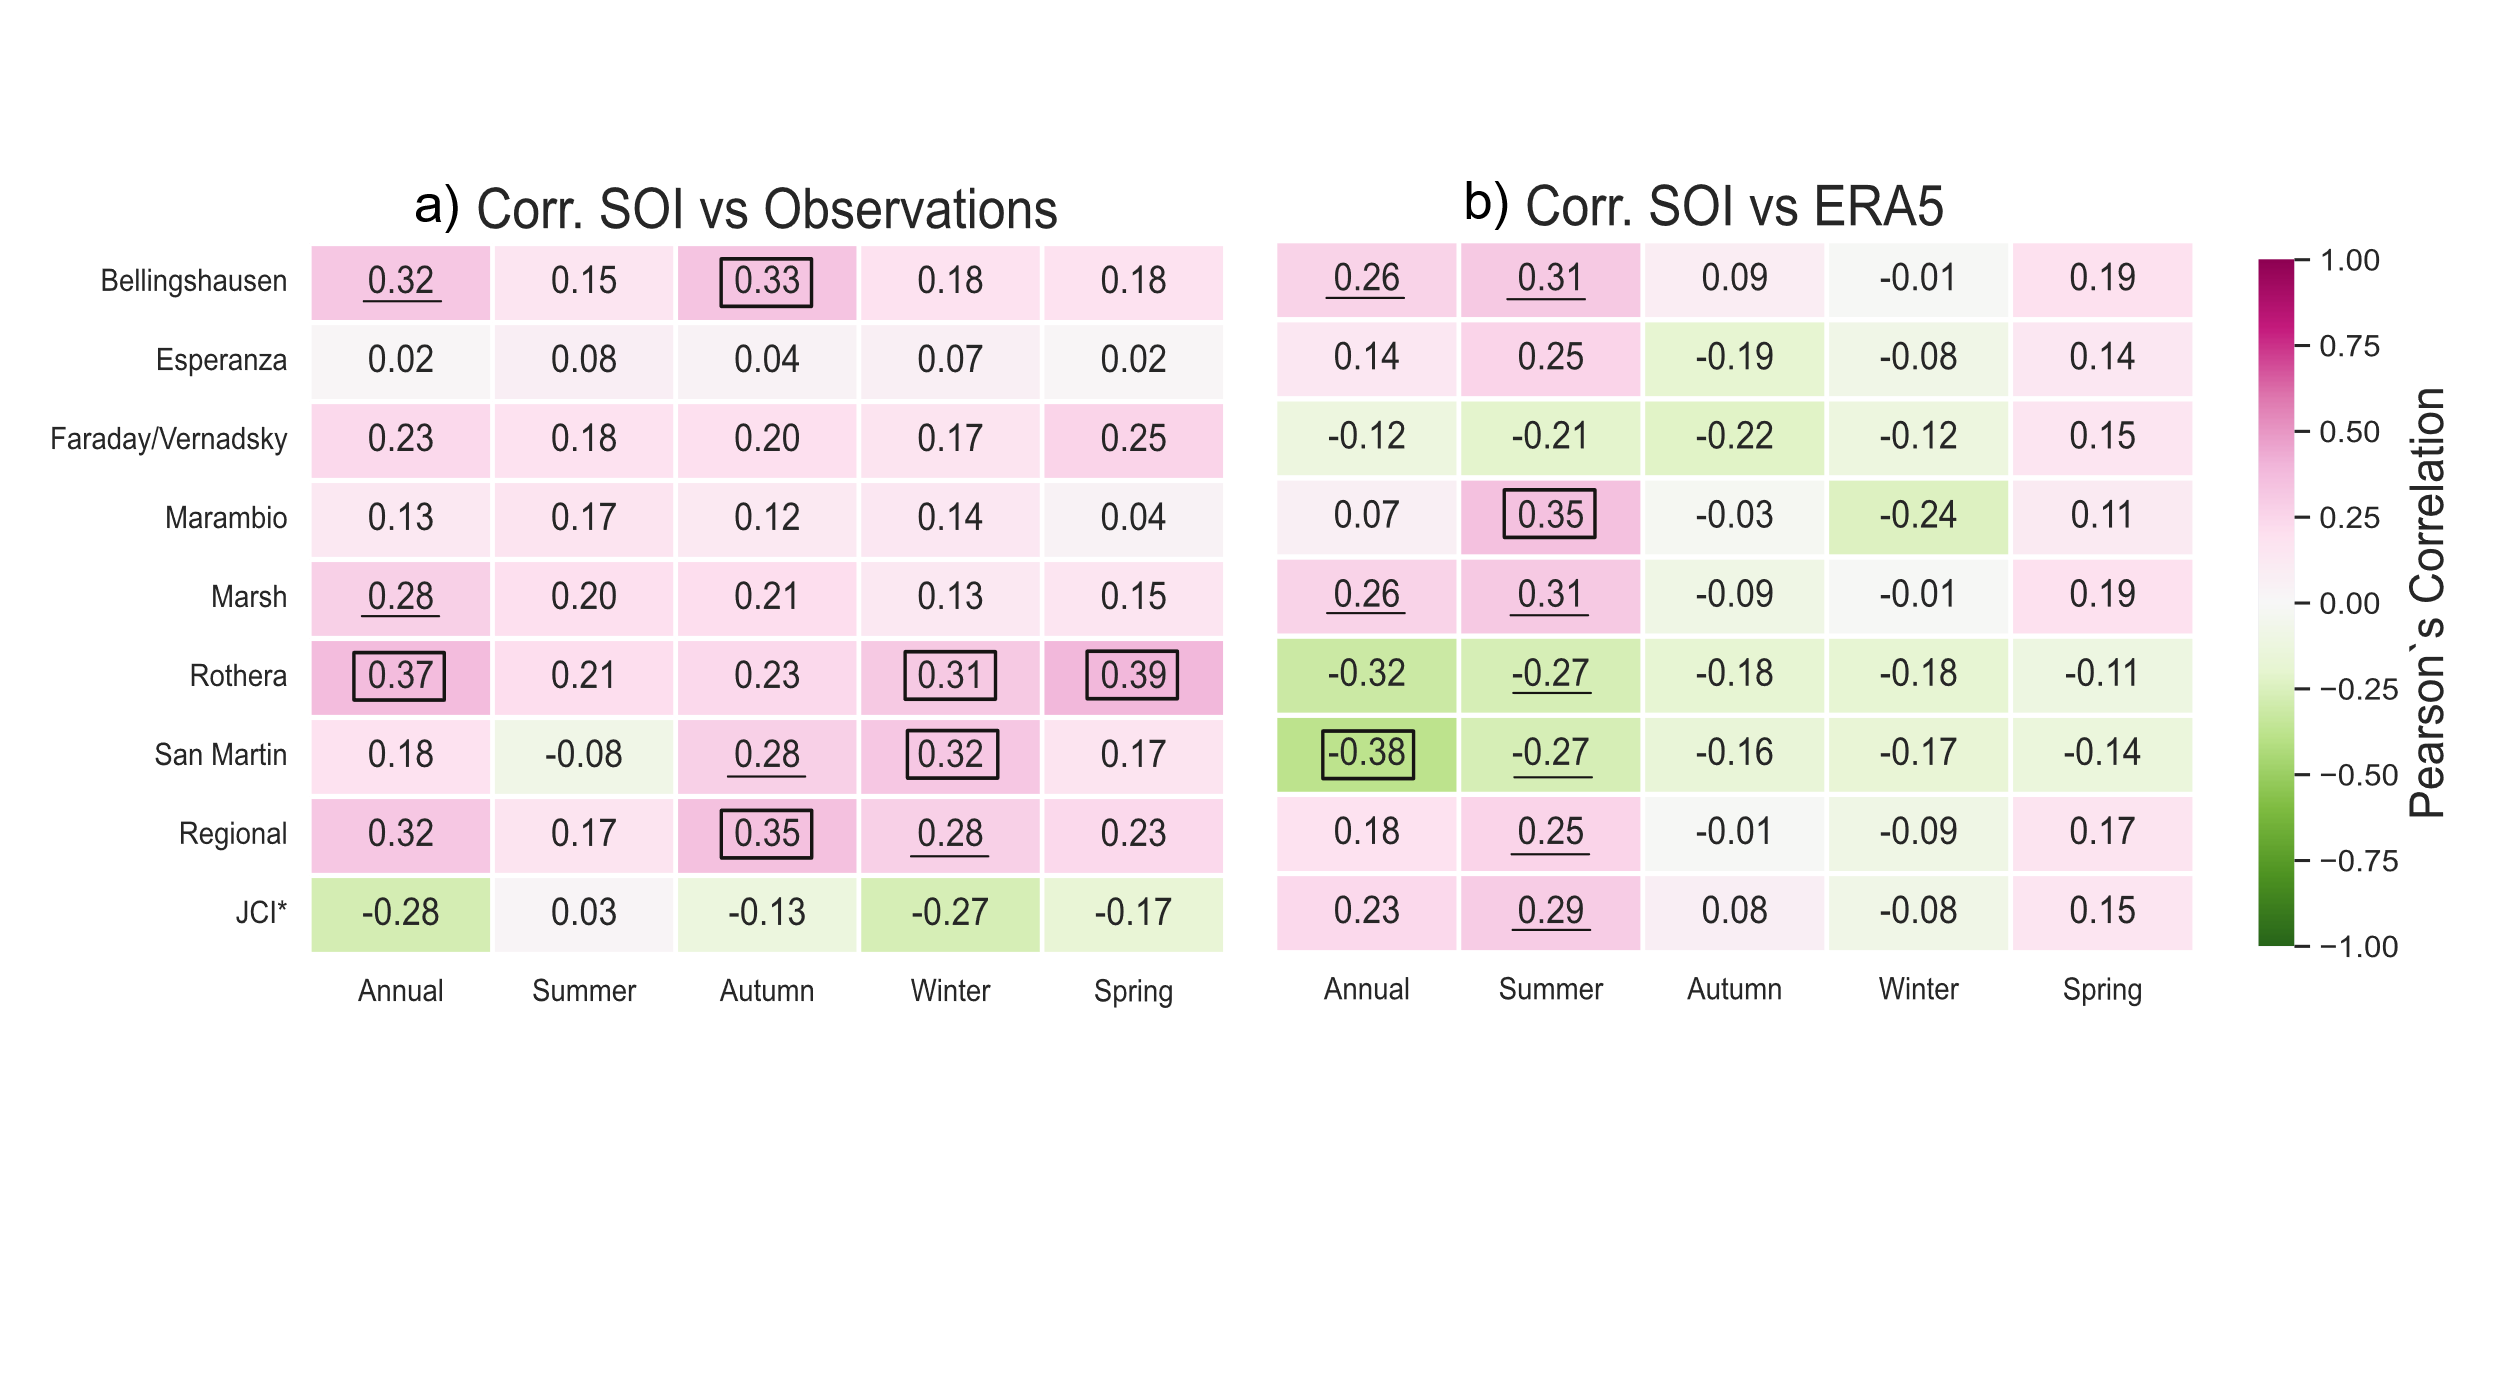 a) Corr. SOI vs Observations
Bellingshausen 0.32 0.15 0.33 0.18 0.18
Esperanza 0.02 0.08 0.04 0.07 0.02
Faraday/Vernadsky 0.23 0.18 0.20 0.17 0.25
Marambio 0.13 0.17 0.12 0.14 0.04
Marsh 0.28 0.20 0.21 0.13 0.15
Rothera 0.37 0.21 0.23 0.31 0.39
San Martin 0.18 -0.08 0.28 0.32 0.17
Regional 0.32 0.17 0.35 0.28 0.23
JCI* -0.28 0.03 -0.13 -0.27 -0.17
Annual Summer Autumn Winter Spring
b) Corr. SOI vs ERA5
0.26 0.31 0.09 -0.01 0.19
0.14 0.25 -0.19 -0.08 0.14
-0.12 -0.21 -0.22 -0.12 0.15
0.07 0.35 -0.03 -0.24 0.11
0.26 0.31 -0.09 -0.01 0.19
-0.32 -0.27 -0.18 -0.18 -0.11
-0.38 -0.27 -0.16 -0.17 -0.14
0.18 0.25 -0.01 -0.09 0.17
0.23 0.29 0.08 -0.08 0.15
Annual Summer Autumn Winter Spring
1.00
0.75
0.50
0.25
0.00
−0.25
−0.50
−0.75
−1.00
Pearson`s Correlation